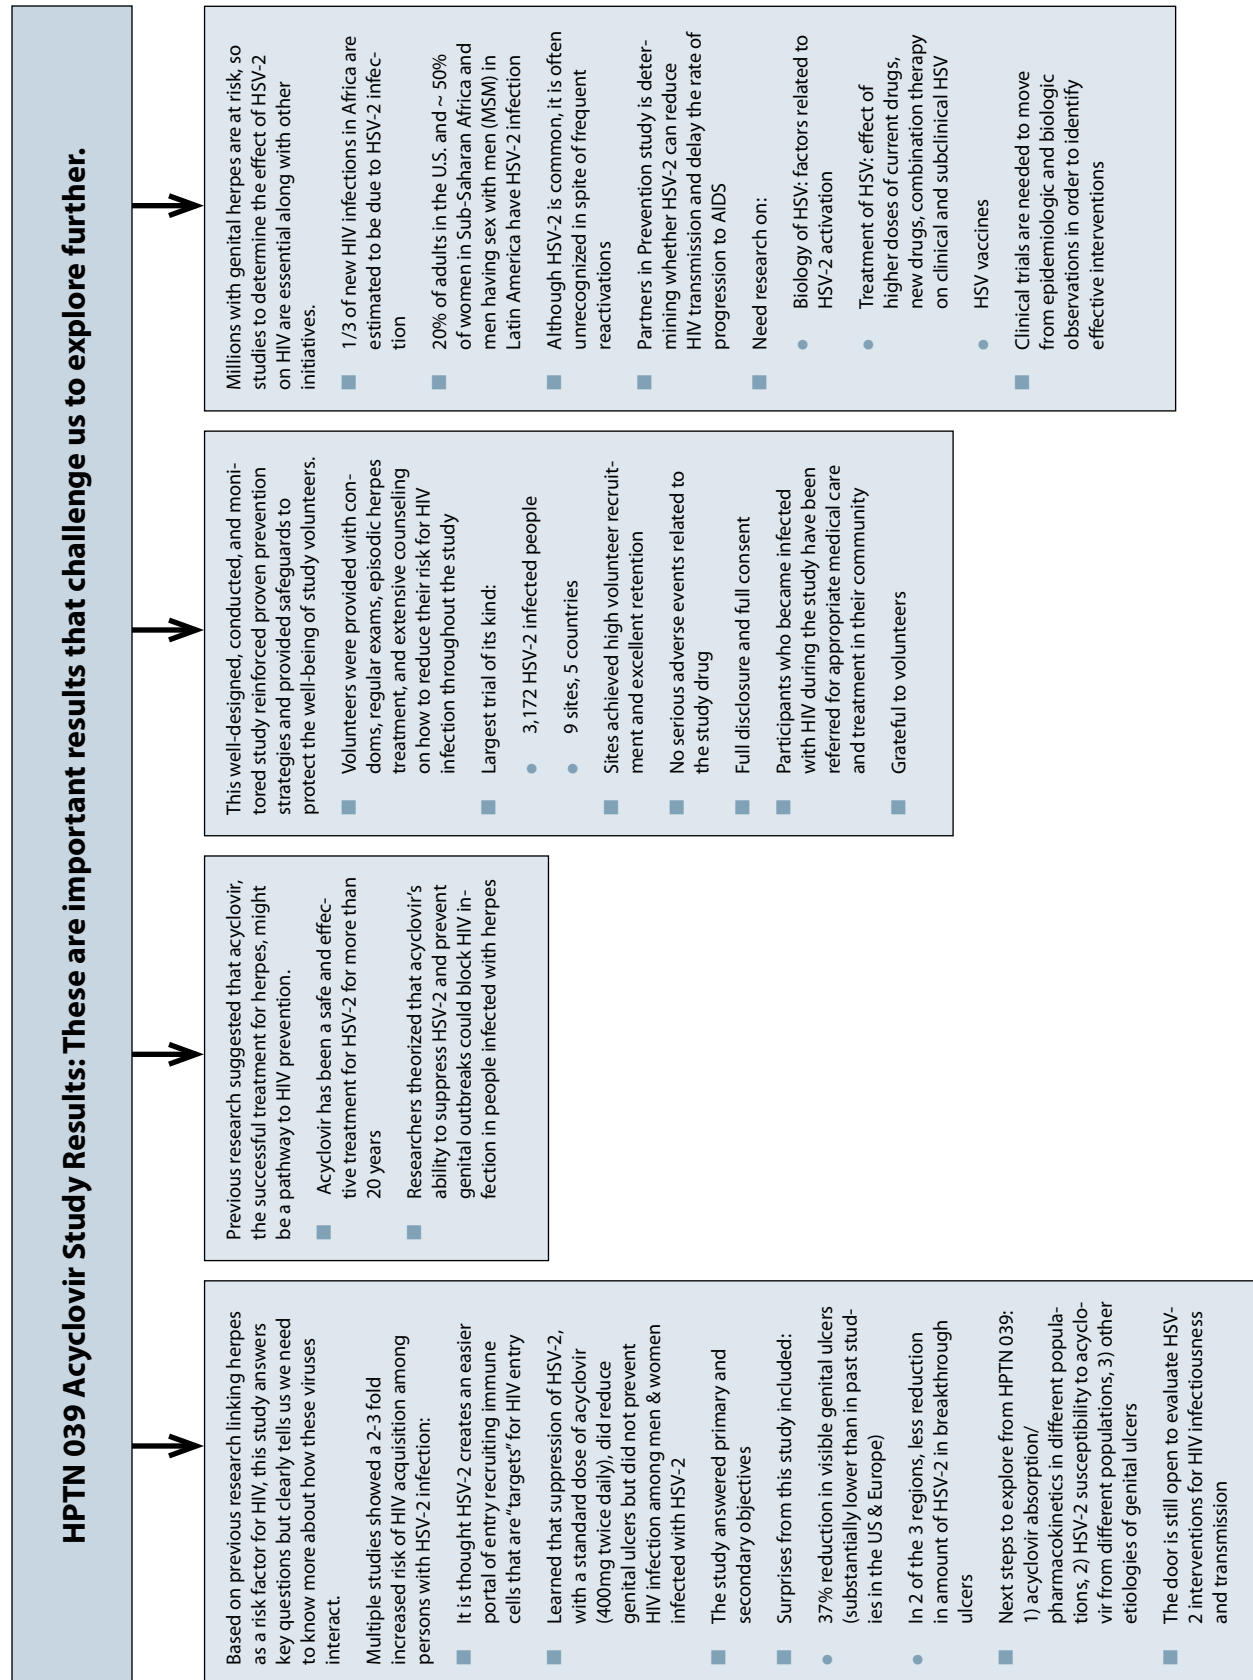 HPTN 039 Acyclovir Study Results: These are important results that challenge us to explore further.
Based on previous research linking herpes
as a risk factor for HIV, this study answers
key questions but clearly tells us we need
to know more about how these viruses
interact.
Multiple studies showed a 2-3 fold
increased risk of HIV acquisition among
persons with HSV-2 infection:
It is thought HSV-2 creates an easier
portal of entry recruiting immune
cells that are "targets" for HIV entry
Learned that suppression of HSV-2,
with a standard dose of acyclovir
(400mg twice daily), did reduce
genital ulcers but did not prevent
HIV infection among men & women
infected with HSV-2
The study answered primary and
secondary objectives
Surprises from this study included:
37% reduction in visible genital ulcers
(substantially lower than in past stud-
ies in the US & Europe)
In 2 of the 3 regions, less reduction
in amount of HSV-2 in breakthrough
ulcers
Next steps to explore from HPTN 039:
1) acyclovir absorption/
pharmacokinetics in different popula-
tions, 2) HSV-2 susceptibility to acyclo-
vir from different populations, 3) other
etiologies of genital ulcers
The door is still open to evaluate HSV-
2 interventions for HIV infectiousness
and transmission
Previous research suggested that acyclovir,
the successful treatment for herpes, might
be a pathway to HIV prevention.
Acyclovir has been a safe and effec-
tive treatment for HSV-2 for more than
20 years
Researchers theorized that acyclovir's
ability to suppress HSV-2 and prevent
genital outbreaks could block HIV in-
fection in people infected with herpes
This well-designed, conducted, and moni-
tored study reinforced proven prevention
strategies and provided safeguards to
protect the well-being of study volunteers.
Volunteers were provided with con-
doms, regular exams, episodic herpes
treatment, and extensive counseling
on how to reduce their risk for HIV
infection throughout the study
Largest trial of its kind:
3,172 HSV-2 infected people
9 sites, 5 countries
Sites achieved high volunteer recruit-
ment and excellent retention
No serious adverse events related to
the study drug
Full disclosure and full consent
Participants who became infected
with HIV during the study have been
referred for appropriate medical care
and treatment in their community
Grateful to volunteers
Millions with genital herpes are at risk, so
studies to determine the effect of HSV-2
on HIV are essential along with other
initiatives.
1/3 of new HIV infections in Africa are
estimated to be due to HSV-2 infec-
tion
20% of adults in the U.S. and ~ 50%
of women in Sub-Saharan Africa and
men having sex with men (MSM) in
Latin America have HSV-2 infection
Although HSV-2 is common, it is often
unrecognized in spite of frequent
reactivations
Partners in Prevention study is deter-
mining whether HSV-2 can reduce
HIV transmission and delay the rate of
progression to AIDS
Need research on:
Biology of HSV: factors related to
HSV-2 activation
Treatment of HSV: effect of
higher doses of current drugs,
new drugs, combination therapy
on clinical and subclinical HSV
HSV vaccines
Clinical trials are needed to move
from epidemiologic and biologic
observations in order to identify
effective interventions